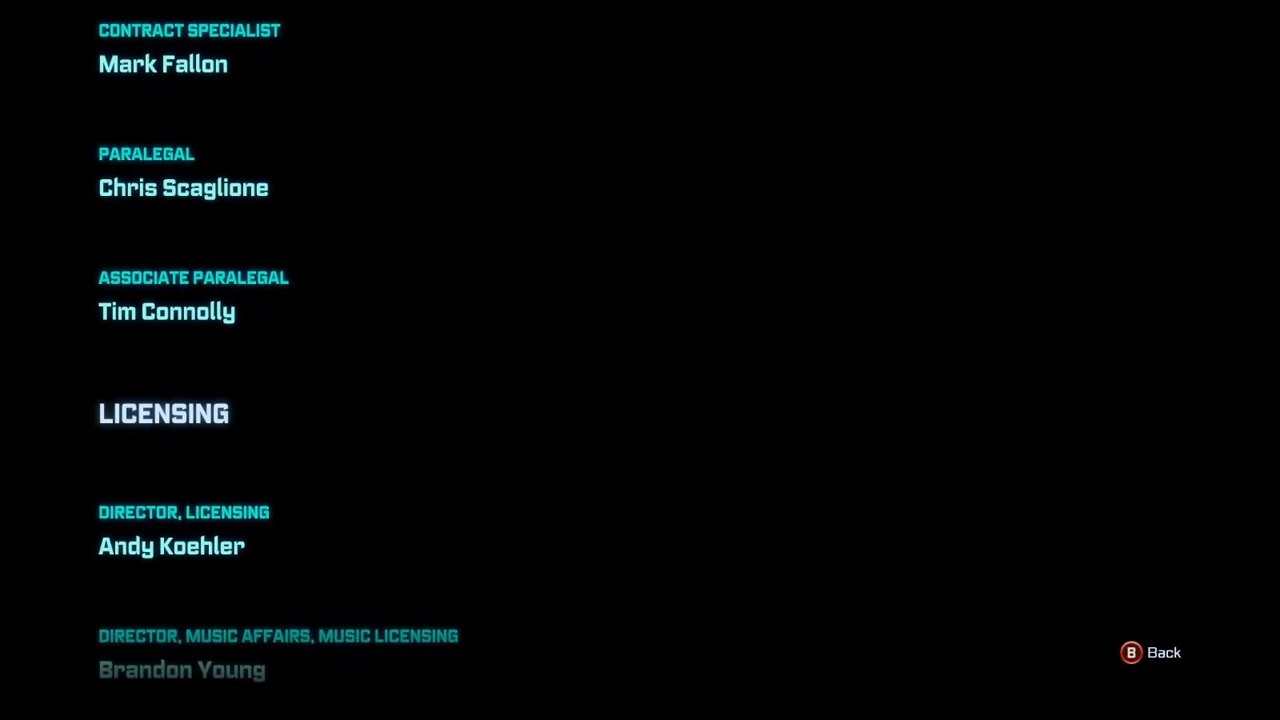 CONTRACT SPECIALIST
Mark Fallon
PARALEGAL
Chris Scaglione
ASSOCIATE PARALEGAL
Tim Connolly
LICENSING
DIRECTOR, LICENSING
Andy Koehler
DIRECTOR, MUSIC AFFAIRS, MUSIC LICENSING
Brandon Young
B Back